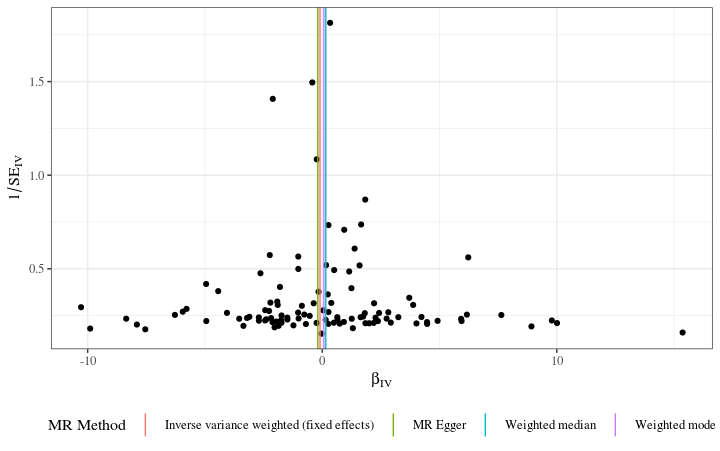 1.5
1.0
0.5
1/SE_IV
-10
0
10
β_IV
MR Method
Inverse variance weighted (fixed effects)
MR Egger
Weighted median
Weighted mode